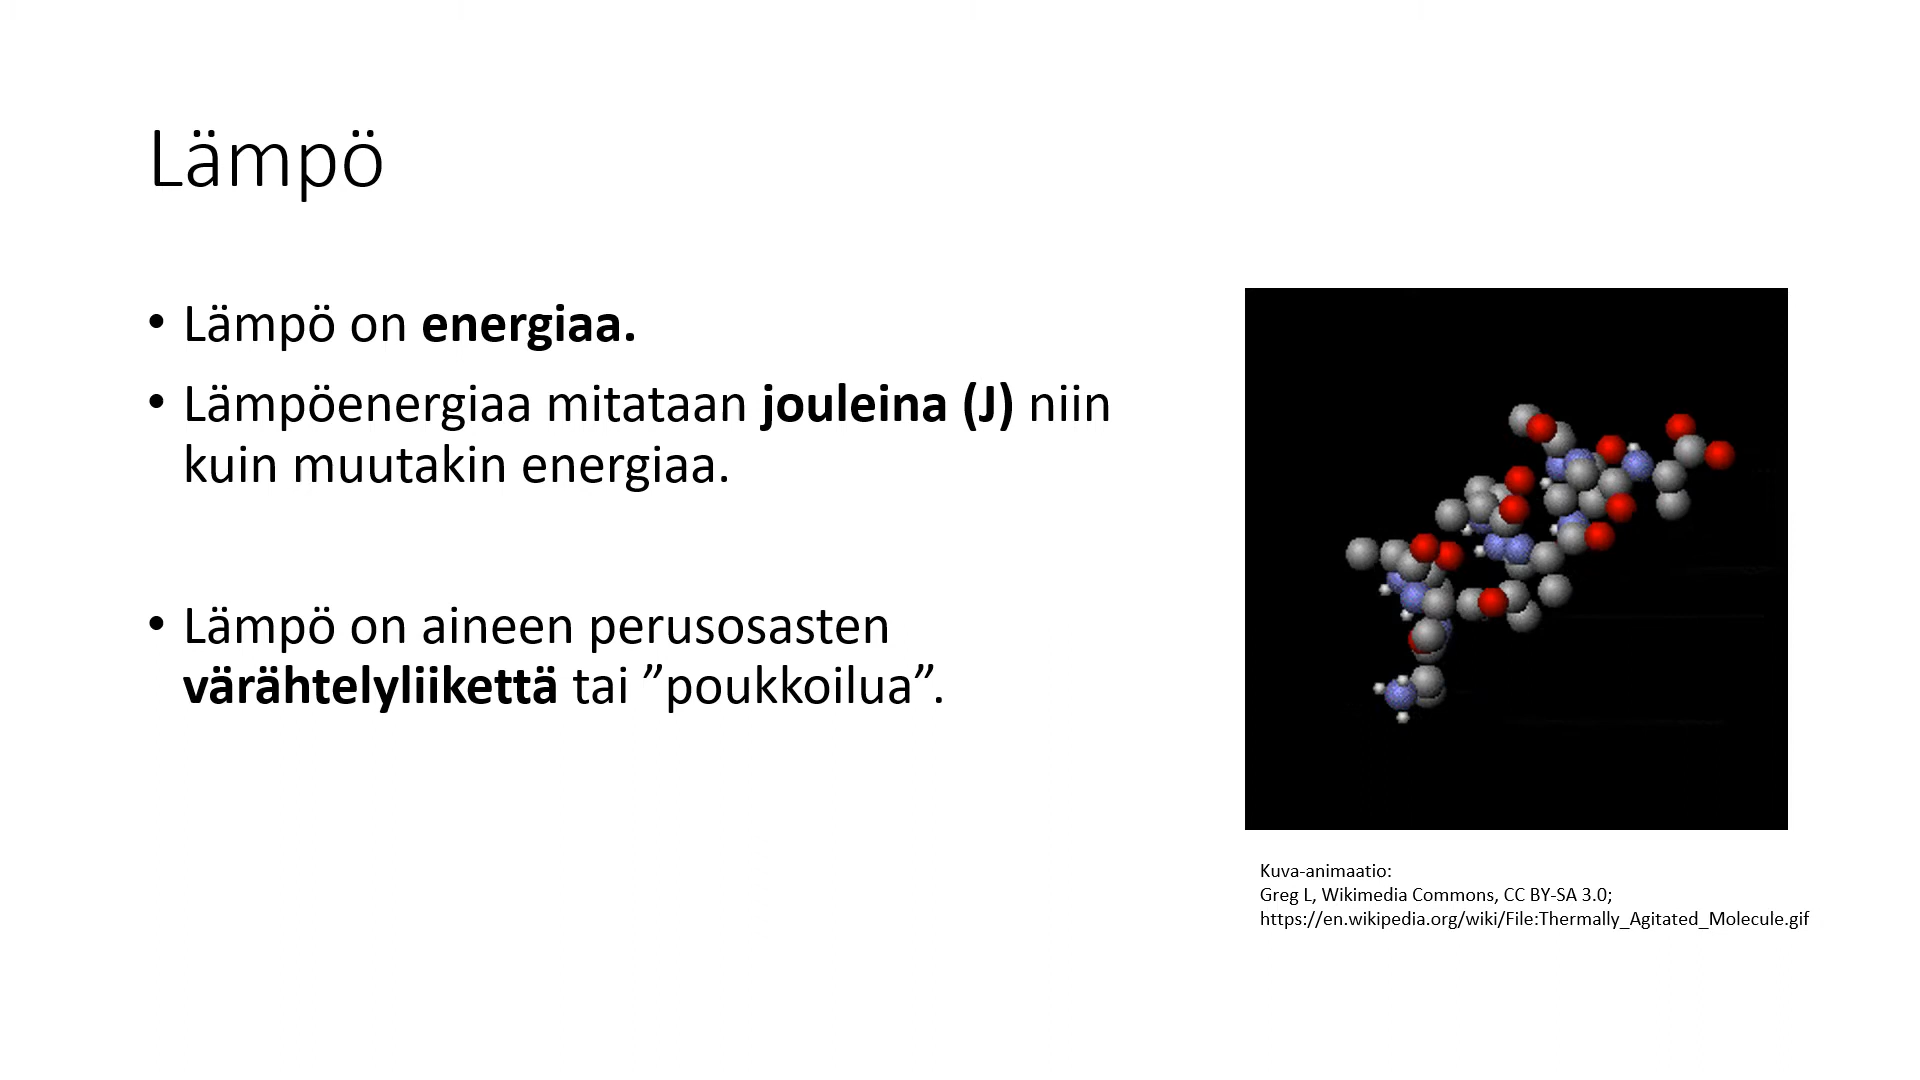 Lämpö
• Lämpö on energiaa.
• Lämpöenergiaa mitataan jouleina (J) niin
kuin muutakin energiaa.
• Lämpö on aineen perusosasten
värähtelyliikettä tai ”poukkoilua”.
Kuva-animaatio:
Greg L, Wikimedia Commons, CC BY-SA 3.0;
https://en.wikipedia.org/wiki/File:Thermally_Agitated_Molecule.gif